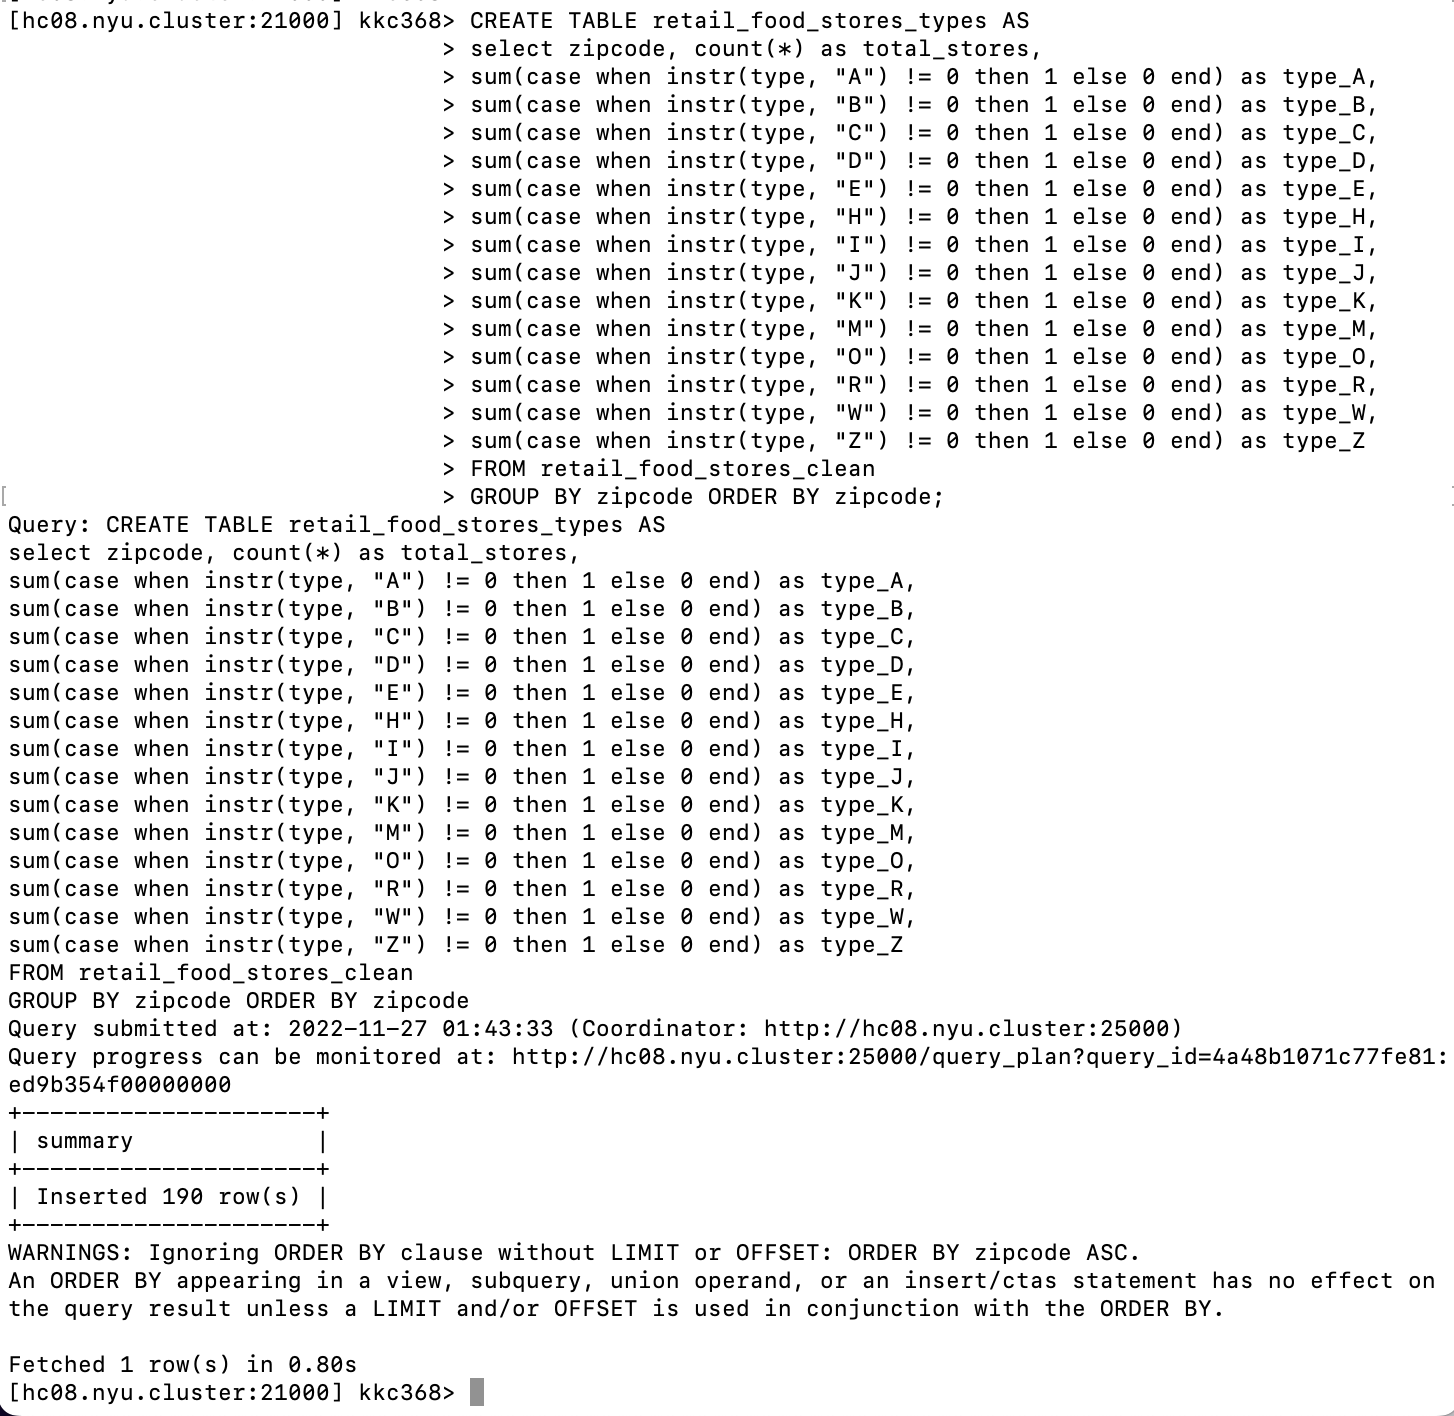 [hc08.nyu.cluster:21000] kkc368> CREATE TABLE retail_food_stores_types AS
> select zipcode, count(*) as total_stores,
> sum(case when instr(type, "A") != 0 then 1 else 0 end) as type_A,
> sum(case when instr(type, "B") != 0 then 1 else 0 end) as type_B,
> sum(case when instr(type, "C") != 0 then 1 else 0 end) as type_C,
> sum(case when instr(type, "D") != 0 then 1 else 0 end) as type_D,
> sum(case when instr(type, "E") != 0 then 1 else 0 end) as type_E,
> sum(case when instr(type, "H") != 0 then 1 else 0 end) as type_H,
> sum(case when instr(type, "I") != 0 then 1 else 0 end) as type_I,
> sum(case when instr(type, "J") != 0 then 1 else 0 end) as type_J,
> sum(case when instr(type, "K") != 0 then 1 else 0 end) as type_K,
> sum(case when instr(type, "M") != 0 then 1 else 0 end) as type_M,
> sum(case when instr(type, "O") != 0 then 1 else 0 end) as type_O,
> sum(case when instr(type, "R") != 0 then 1 else 0 end) as type_R,
> sum(case when instr(type, "W") != 0 then 1 else 0 end) as type_W,
> sum(case when instr(type, "Z") != 0 then 1 else 0 end) as type_Z
> FROM retail_food_stores_clean
> GROUP BY zipcode ORDER BY zipcode;
Query: CREATE TABLE retail_food_stores_types AS
select zipcode, count(*) as total_stores,
sum(case when instr(type, "A") != 0 then 1 else 0 end) as type_A,
sum(case when instr(type, "B") != 0 then 1 else 0 end) as type_B,
sum(case when instr(type, "C") != 0 then 1 else 0 end) as type_C,
sum(case when instr(type, "D") != 0 then 1 else 0 end) as type_D,
sum(case when instr(type, "E") != 0 then 1 else 0 end) as type_E,
sum(case when instr(type, "H") != 0 then 1 else 0 end) as type_H,
sum(case when instr(type, "I") != 0 then 1 else 0 end) as type_I,
sum(case when instr(type, "J") != 0 then 1 else 0 end) as type_J,
sum(case when instr(type, "K") != 0 then 1 else 0 end) as type_K,
sum(case when instr(type, "M") != 0 then 1 else 0 end) as type_M,
sum(case when instr(type, "O") != 0 then 1 else 0 end) as type_O,
sum(case when instr(type, "R") != 0 then 1 else 0 end) as type_R,
sum(case when instr(type, "W") != 0 then 1 else 0 end) as type_W,
sum(case when instr(type, "Z") != 0 then 1 else 0 end) as type_Z
FROM retail_food_stores_clean
GROUP BY zipcode ORDER BY zipcode
Query submitted at: 2022-11-27 01:43:33 (Coordinator: http://hc08.nyu.cluster:25000)
Query progress can be monitored at: http://hc08.nyu.cluster:25000/query_plan?query_id=4a48b1071c77fe81:
ed9b354f00000000
+---------------------+
| summary             |
+---------------------+
| Inserted 190 row(s) |
+---------------------+
WARNINGS: Ignoring ORDER BY clause without LIMIT or OFFSET: ORDER BY zipcode ASC.
An ORDER BY appearing in a view, subquery, union operand, or an insert/ctas statement has no effect on
the query result unless a LIMIT and/or OFFSET is used in conjunction with the ORDER BY.
Fetched 1 row(s) in 0.80s
[hc08.nyu.cluster:21000] kkc368>